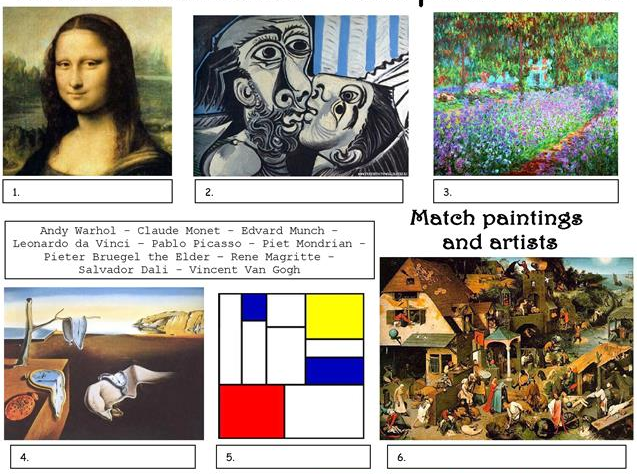 1.
2.
3.
Andy Warhol - Claude Monet - Edvard Munch -
Leonardo da Vinci - Pablo Picasso - Piet Mondrian -
Pieter Bruegel the Elder - Rene Magritte -
Salvador Dali - Vincent Van Gogh
Match paintings
and artists
4.
5.
6.